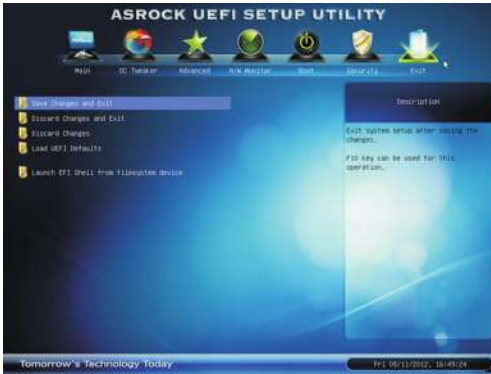 ASROCK UEFI SETUP UTILITY
Main OC Tweaker Advanced H/W Monitor Boot Security Exit
Save Changes and Exit
Discard Changes and Exit
Discard Changes
Load UEFI Defaults
Launch EFI Shell from filesystem device
Description
Exit system setup after saving the
changes.
F10 key can be used for this
operation.
Tomorrow's Technology Today
Fri 05/11/2012, 16:49:24